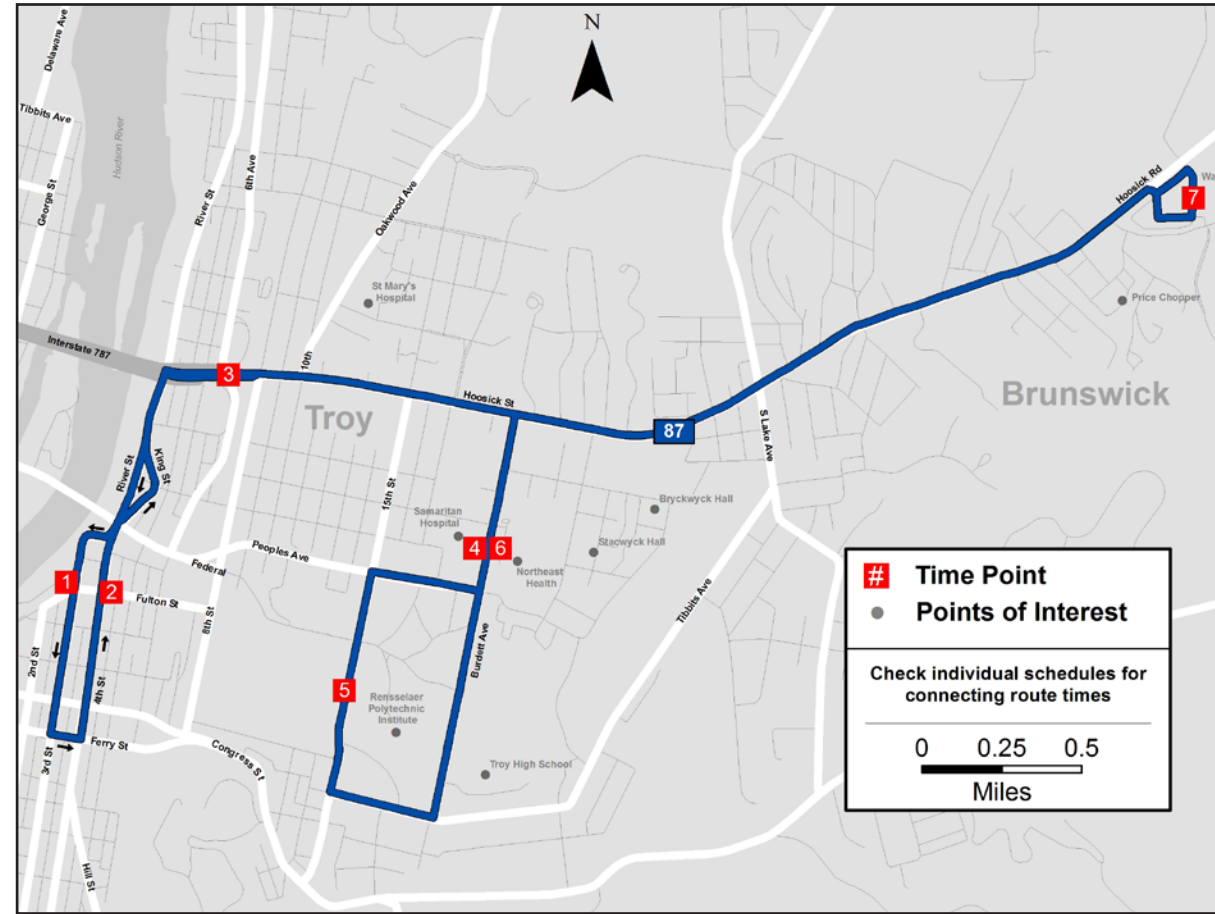 N
Delaware Ave
Tibbits Ave
Hudson River
George St
River St
6th Ave
Oakwood Ave
Hoosick Rd
Wa
7
St Mary's
Hospital
Price Chopper
Interstate 787
3
10th
Troy
Hoosick St
87
Brunswick
S Lake Ave
River St
King St
15th St
Samaritan
Hospital
Bryckwyck Hall
Peoples Ave
4
6
Stacwyck Hall
Northeast
Health
Federal
1
2
Fulton St
8th St
Tibbits Ave
2nd St
4th St
Burdett Ave
5
Rensselaer
Polytechnic
Institute
3rd St
Ferry St
Congress St
Troy High School
Hill St
# Time Point
Points of Interest
Check individual schedules for
connecting route times
0 0.25 0.5
Miles